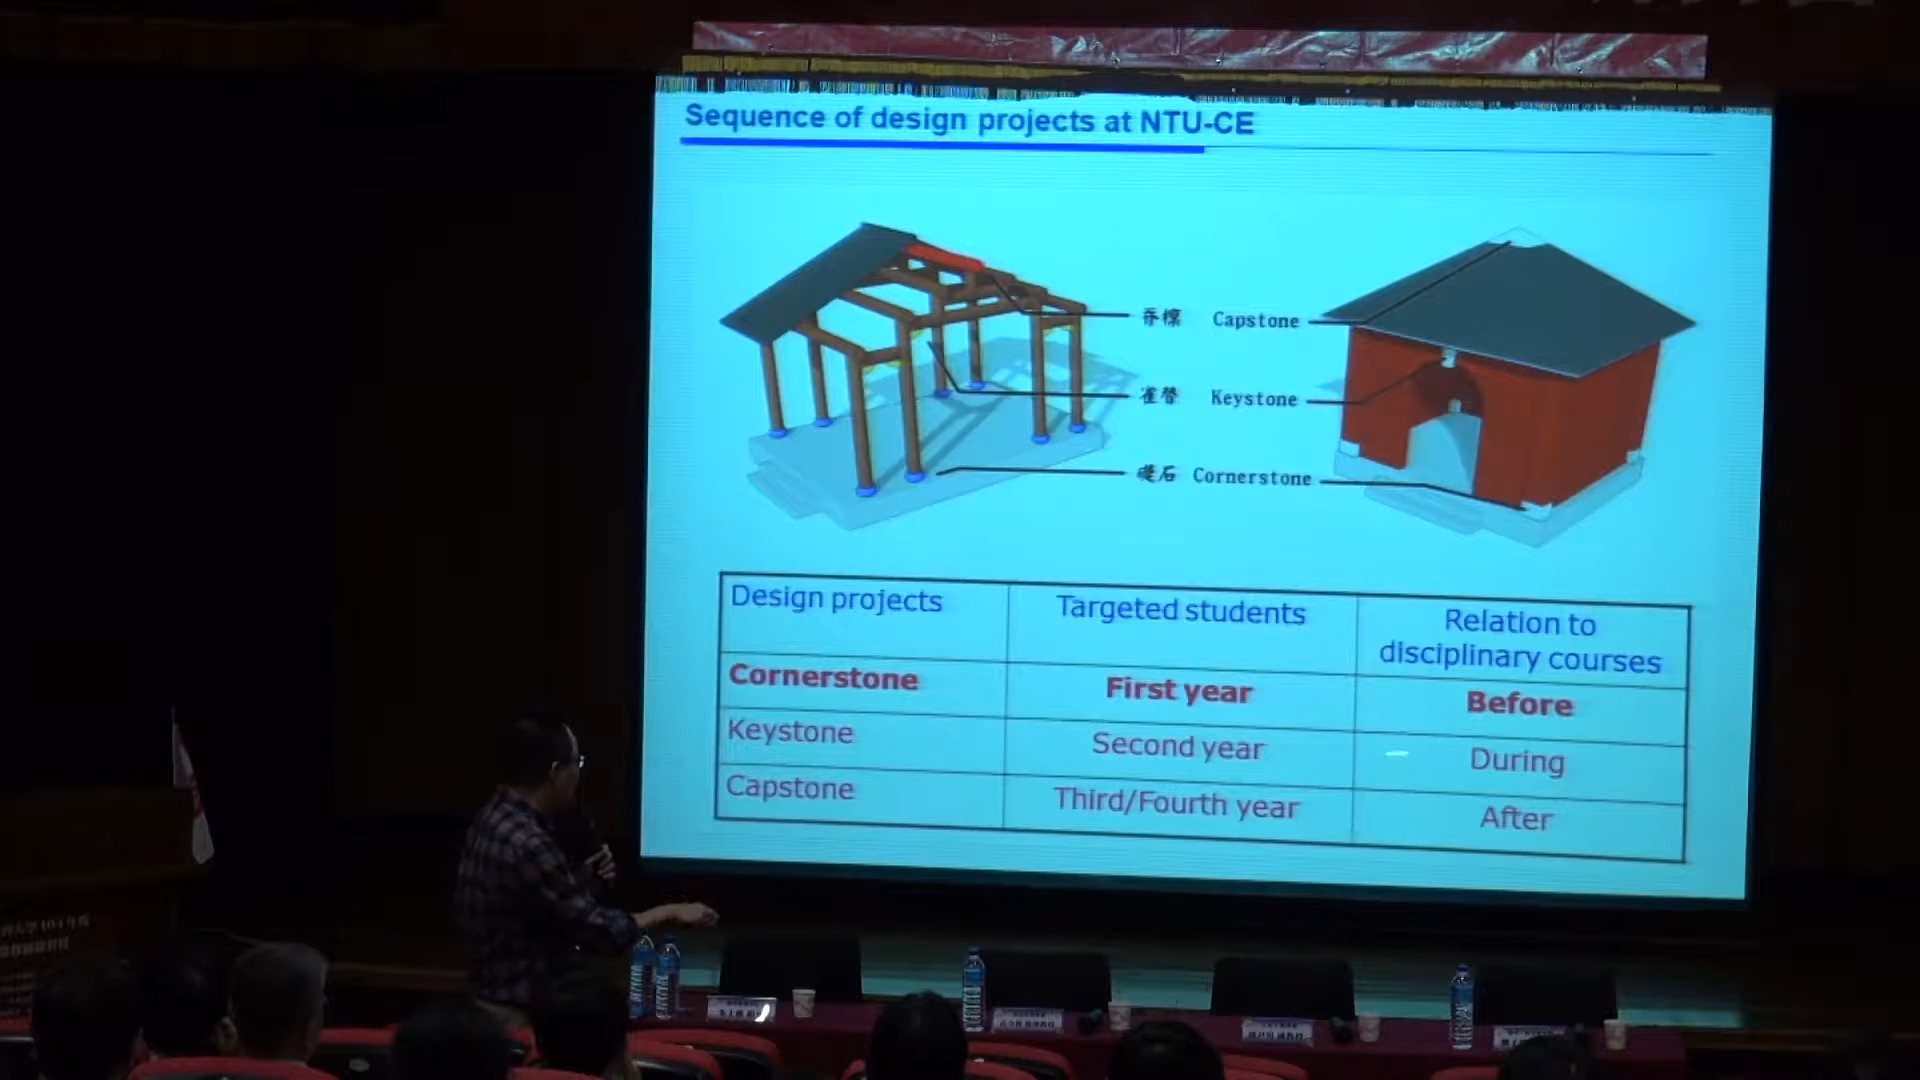 Sequence of design projects at NTU-CE
脊檁 Capstone
雀替 Keystone
礎石 Cornerstone
Design projects Targeted students Relation to disciplinary courses
Cornerstone First year Before
Keystone Second year During
Capstone Third/Fourth year After